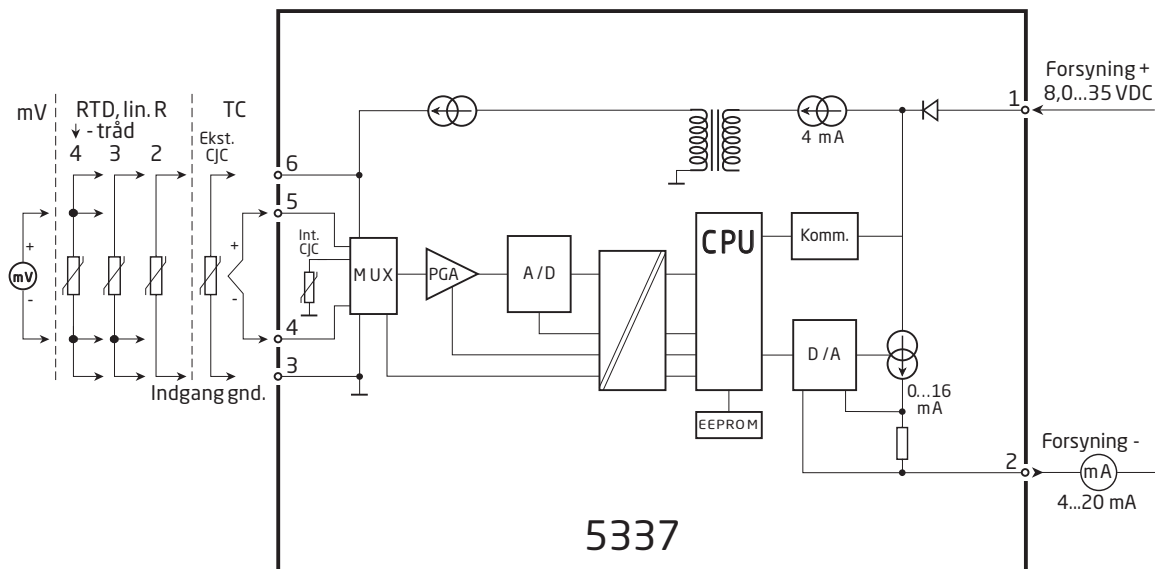 mV
RTD, lin. R
- tråd
4 3 2
TC
Ekst.
CJC
+
-
mV
+
-
Indgang gnd.
6
5
4
3
Int.
CJC
MUX
PGA
A/D
CPU
Komm.
D/A
EEPROM
4 mA
0...16
mA
1
2
Forsyning +
8,0...35 VDC
Forsyning -
mA
4...20 mA
5337